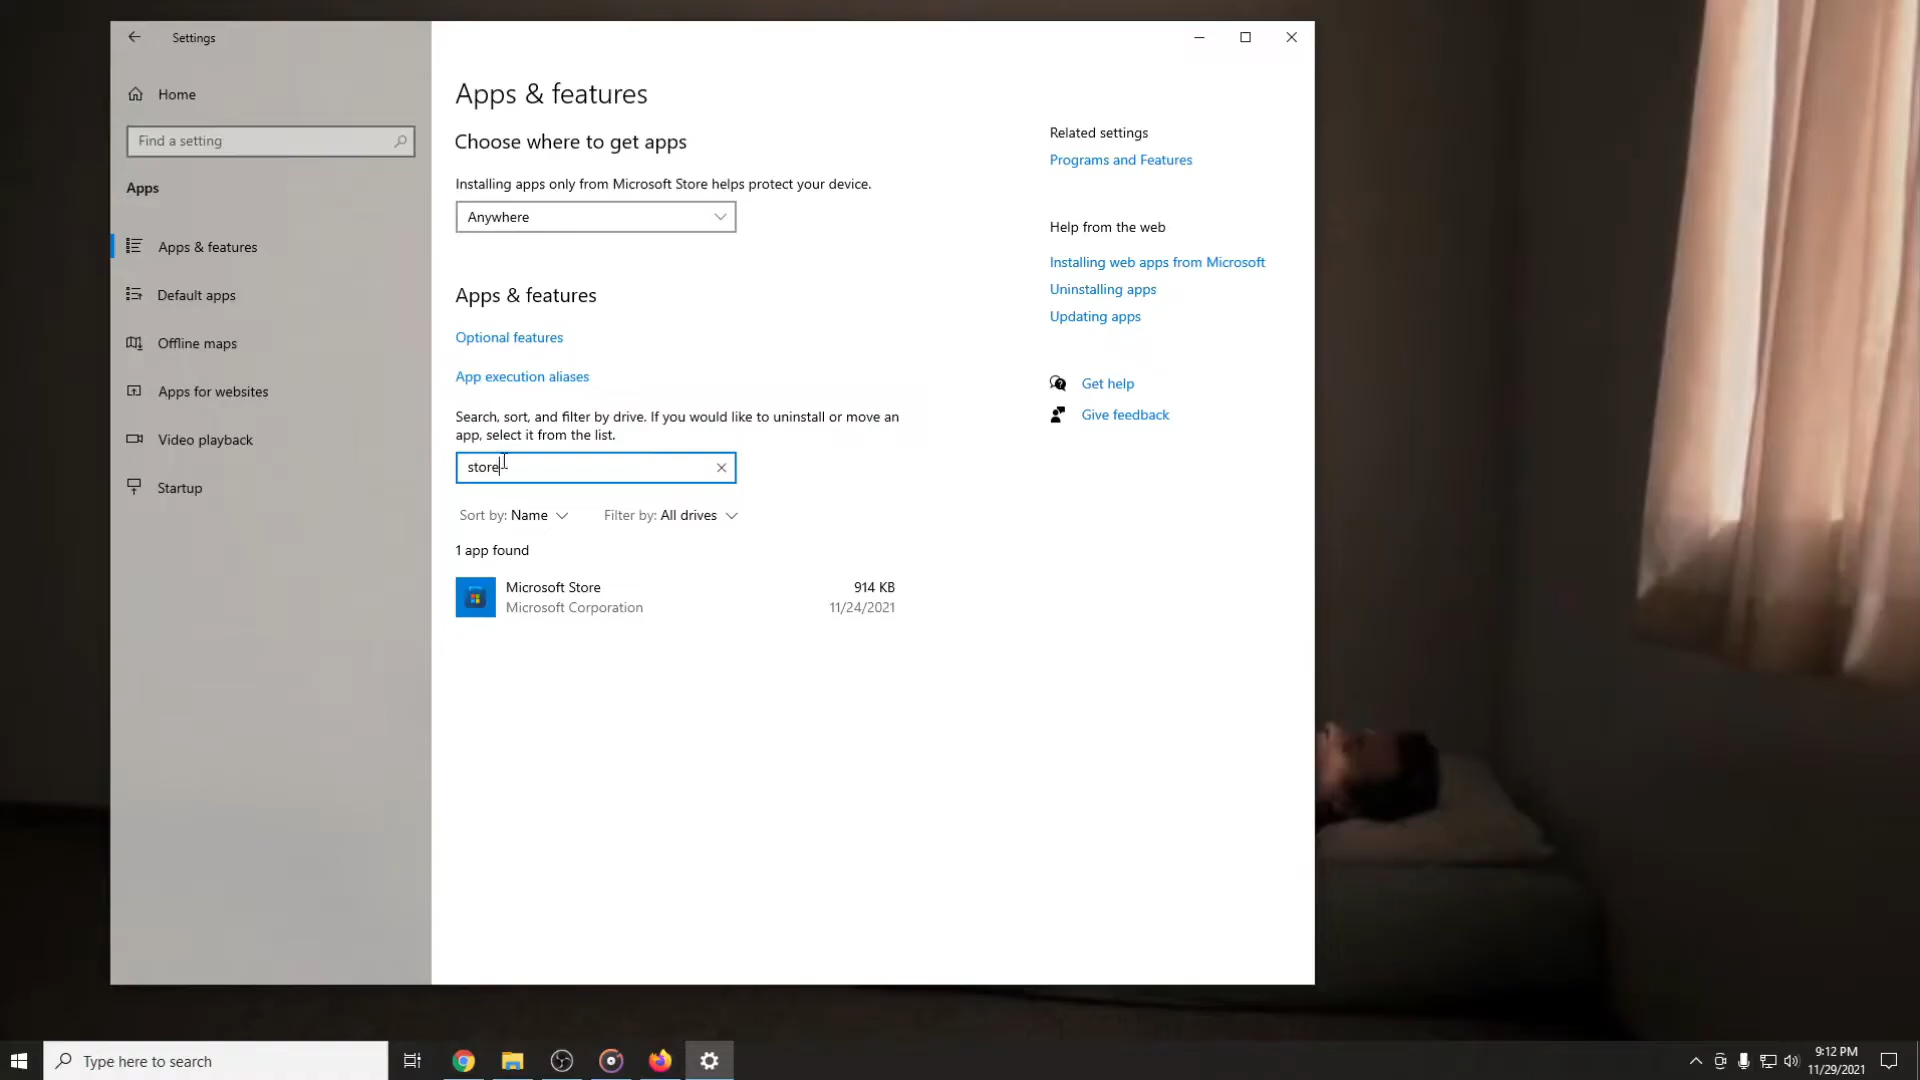 Settings
Home
Find a setting
Apps
Apps & features
Default apps
Offline maps
Apps for websites
Video playback
Startup
Apps & features
Choose where to get apps
Installing apps only from Microsoft Store helps protect your device.
Anywhere
Apps & features
Optional features
App execution aliases
Search, sort, and filter by drive. If you would like to uninstall or move an
app, select it from the list.
store
Sort by: Name Filter by: All drives
1 app found
Microsoft Store 914 KB
Microsoft Corporation 11/24/2021
Related settings
Programs and Features
Help from the web
Installing web apps from Microsoft
Uninstalling apps
Updating apps
Get help
Give feedback
Type here to search
9:12 PM
11/29/2021